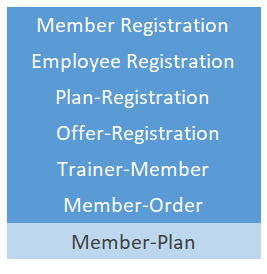 Member Registration
Employee Registration
Plan-Registration
Offer-Registration
Trainer-Member
Member-Order
Member-Plan